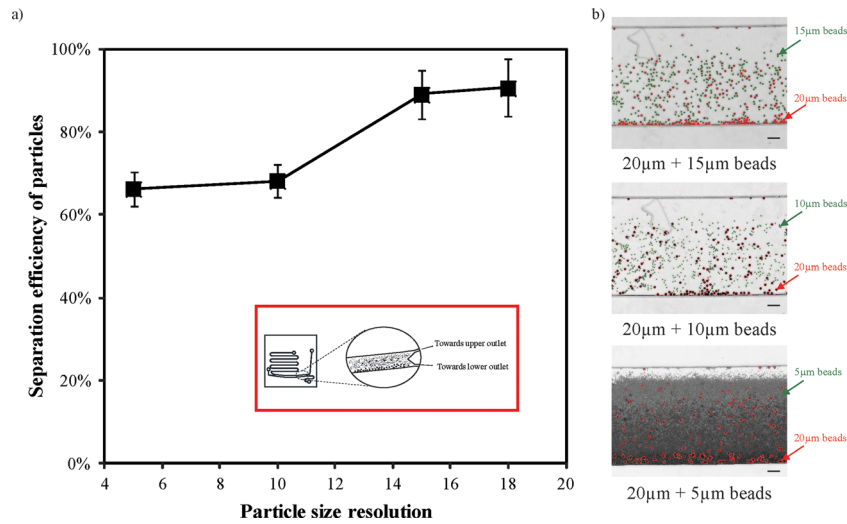 a)
100%
80%
60%
40%
20%
0%
Separation efficiency of particles
4
6
8
10
12
14
16
18
20
Particle size resolution
Towards upper outlet
Towards lower outlet
b)
15µm beads
20µm beads
20µm + 15µm beads
10µm beads
20µm beads
20µm + 10µm beads
5µm beads
20µm beads
20µm + 5µm beads